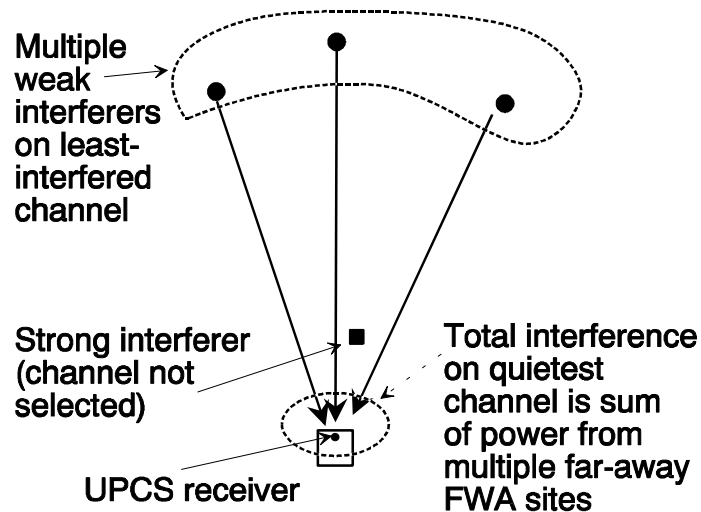 Multiple
weak
interferers
on least-
interfered
channel
Strong interferer
(channel not
selected)
Total interference
on quietest
channel is sum
of power from
multiple far-away
FWA sites
UPCS receiver